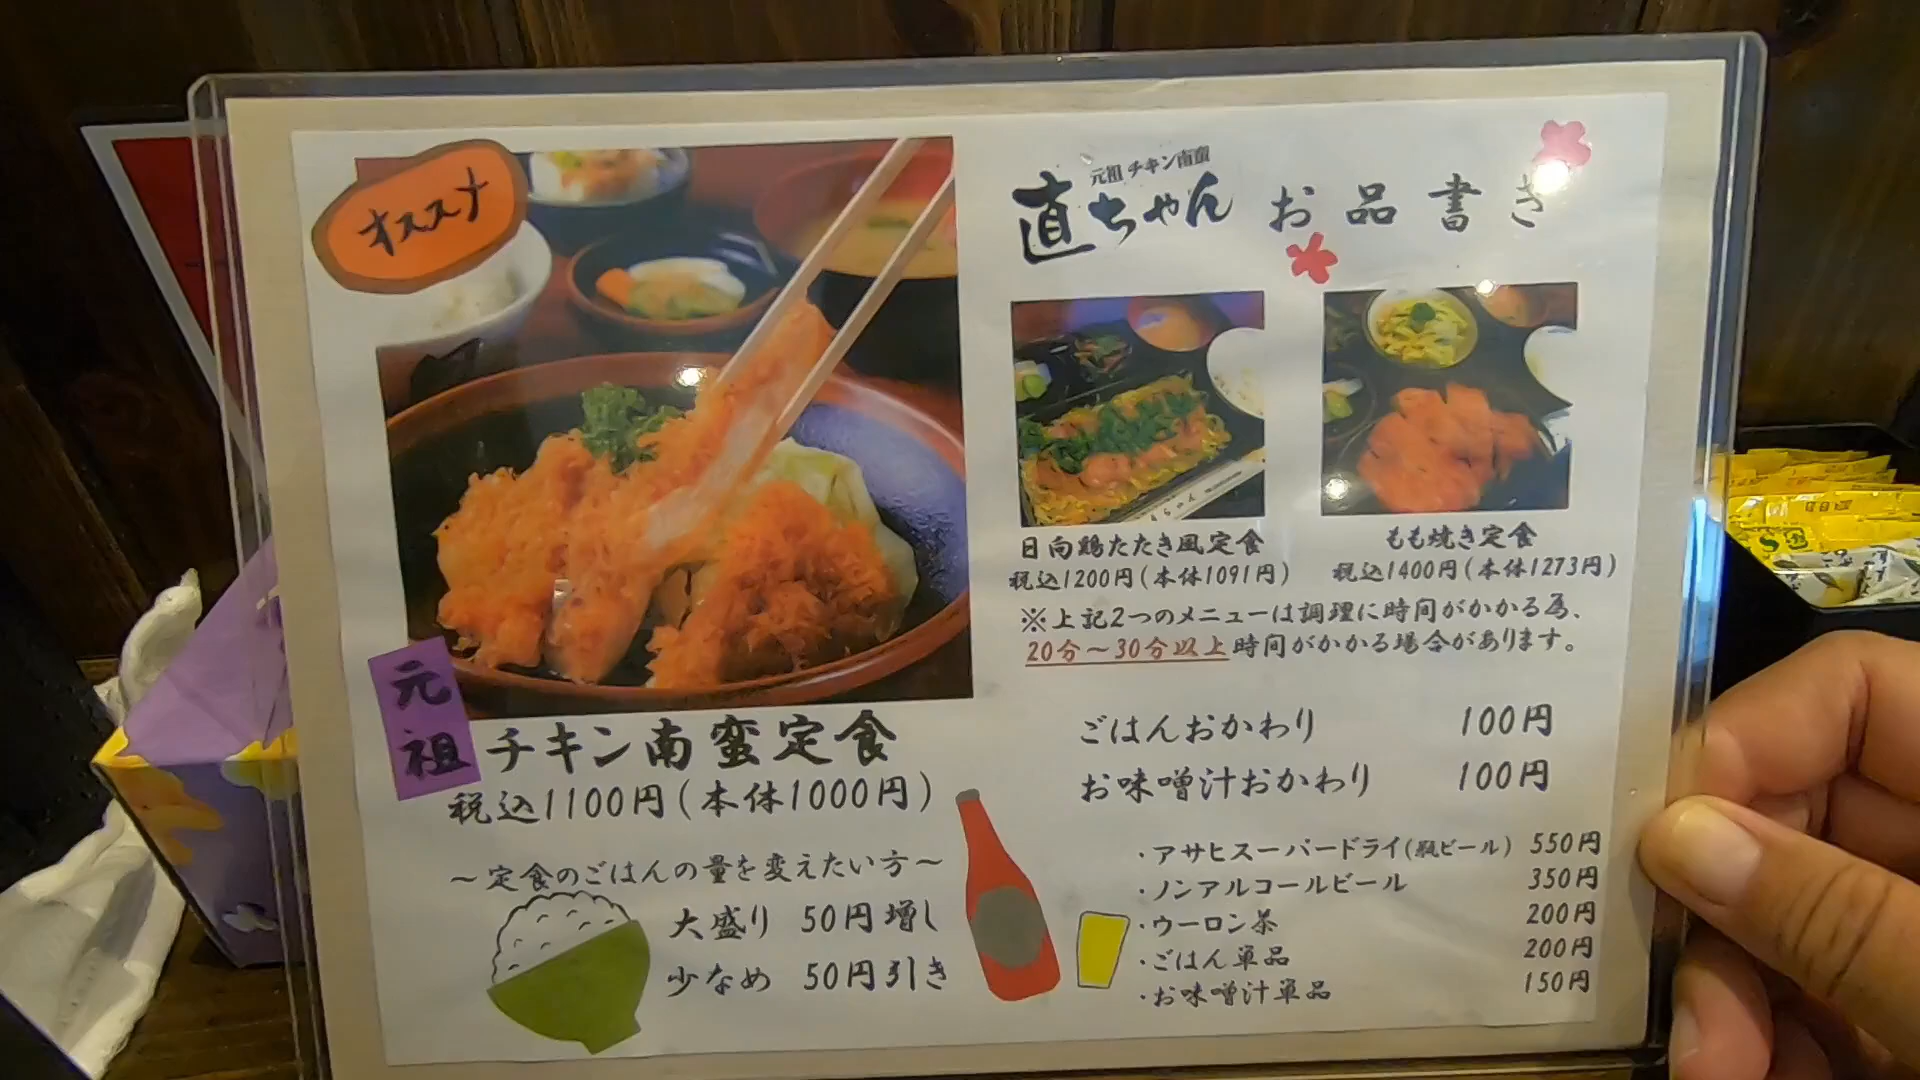 オススメ
元祖
チキン南蛮定食
税込1100円(本体1000円)
～定食のごはんの量を変えたい方～
大盛り 50円増し
少なめ 50円引き
元祖 チキン南蛮
直ちゃん お品書き
日向鶏たたき風定食
税込1200円(本体1091円)
もも焼き定食
税込1400円(本体1273円)
※上記2つのメニューは調理に時間がかかる為、
20分～30分以上時間がかかる場合があります。
ごはんおかわり 100円
お味噌汁おかわり 100円
・アサヒスーパードライ(瓶ビール) 550円
・ノンアルコールビール 350円
・ウーロン茶 200円
・ごはん単品 200円
・お味噌汁単品 150円